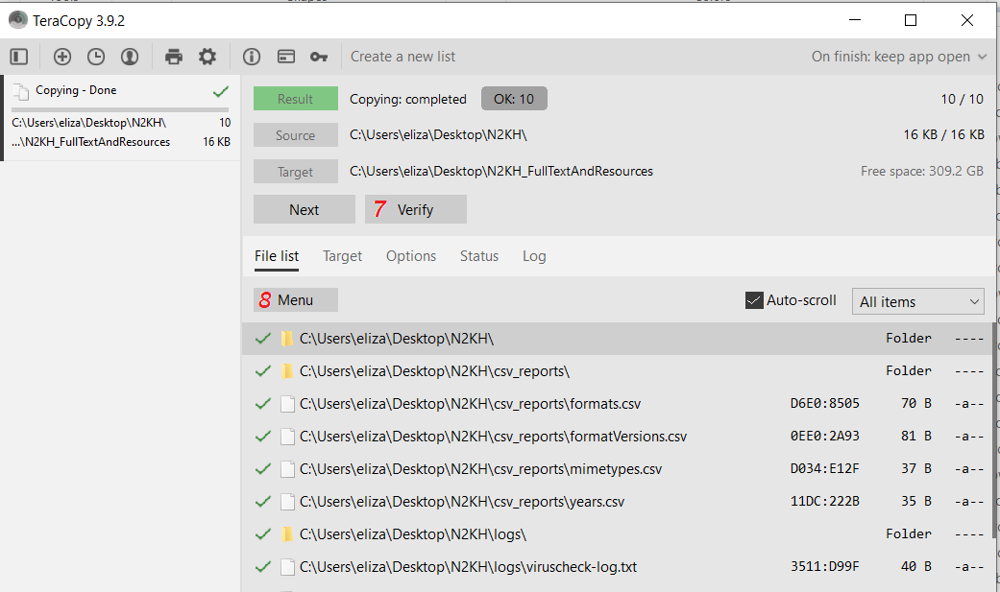 TeraCopy 3.9.2
Create a new list
On finish: keep app open
Copying - Done
C:\Users\eliza\Desktop\N2KH\ 10
...\N2KH_FullTextAndResources 16 KB
Result Copying: completed OK: 10 10 / 10
Source C:\Users\eliza\Desktop\N2KH\ 16 KB / 16 KB
Target C:\Users\eliza\Desktop\N2KH_FullTextAndResources Free space: 309.2 GB
Next 7 Verify
File list Target Options Status Log
8 Menu Auto-scroll All items
C:\Users\eliza\Desktop\N2KH\ Folder ----
C:\Users\eliza\Desktop\N2KH\csv_reports\ Folder ----
C:\Users\eliza\Desktop\N2KH\csv_reports\formats.csv D6E0:8505 70 B -a--
C:\Users\eliza\Desktop\N2KH\csv_reports\formatVersions.csv 0EE0:2A93 81 B -a--
C:\Users\eliza\Desktop\N2KH\csv_reports\mimetypes.csv D034:E12F 37 B -a--
C:\Users\eliza\Desktop\N2KH\csv_reports\years.csv 11DC:222B 35 B -a--
C:\Users\eliza\Desktop\N2KH\logs\ Folder ----
C:\Users\eliza\Desktop\N2KH\logs\viruscheck-log.txt 3511:D99F 40 B -a--